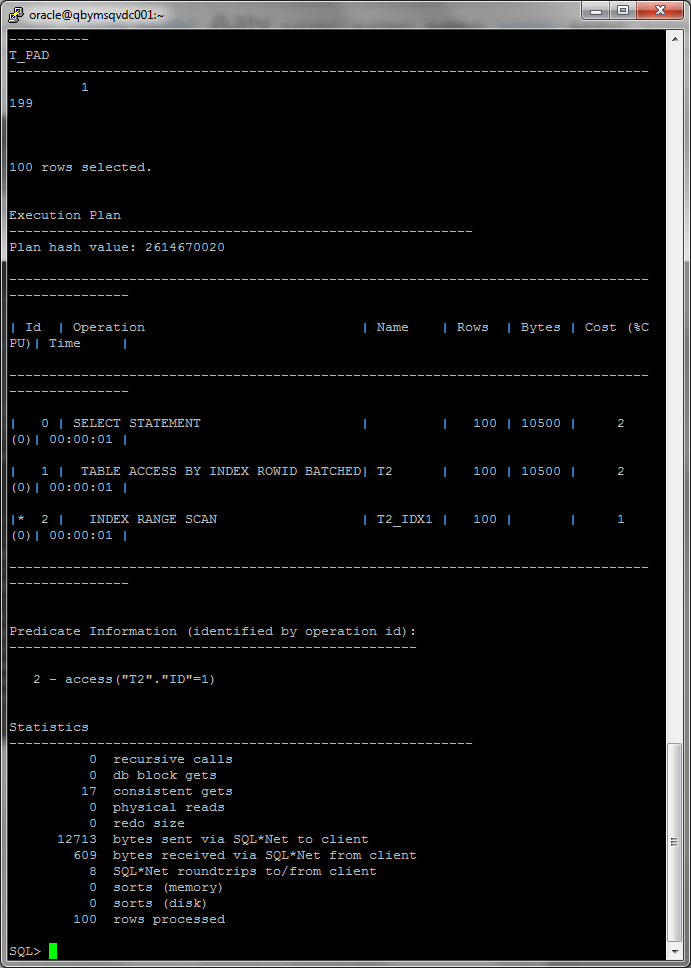 oracle@qbymsqvdc001:~
----------
T_PAD
--------------------------------------------------------------------------------
1
199
100 rows selected.
Execution Plan
----------------------------------------------------------
Plan hash value: 2614670020
--------------------------------------------------------------------------------
---------------
| Id  | Operation                           | Name    | Rows  | Bytes | Cost (%C
PU)| Time     |
--------------------------------------------------------------------------------
---------------
|   0 | SELECT STATEMENT                    |         |   100 | 10500 |     2
(0)| 00:00:01 |
|   1 |  TABLE ACCESS BY INDEX ROWID BATCHED| T2      |   100 | 10500 |     2
(0)| 00:00:01 |
|*  2 |   INDEX RANGE SCAN                  | T2_IDX1 |   100 |       |     1
(0)| 00:00:01 |
--------------------------------------------------------------------------------
---------------
Predicate Information (identified by operation id):
---------------------------------------------------
2 - access("T2"."ID"=1)
Statistics
----------------------------------------------------------
0  recursive calls
0  db block gets
17  consistent gets
0  physical reads
0  redo size
12713  bytes sent via SQL*Net to client
609  bytes received via SQL*Net from client
8  SQL*Net roundtrips to/from client
0  sorts (memory)
0  sorts (disk)
100  rows processed
SQL>